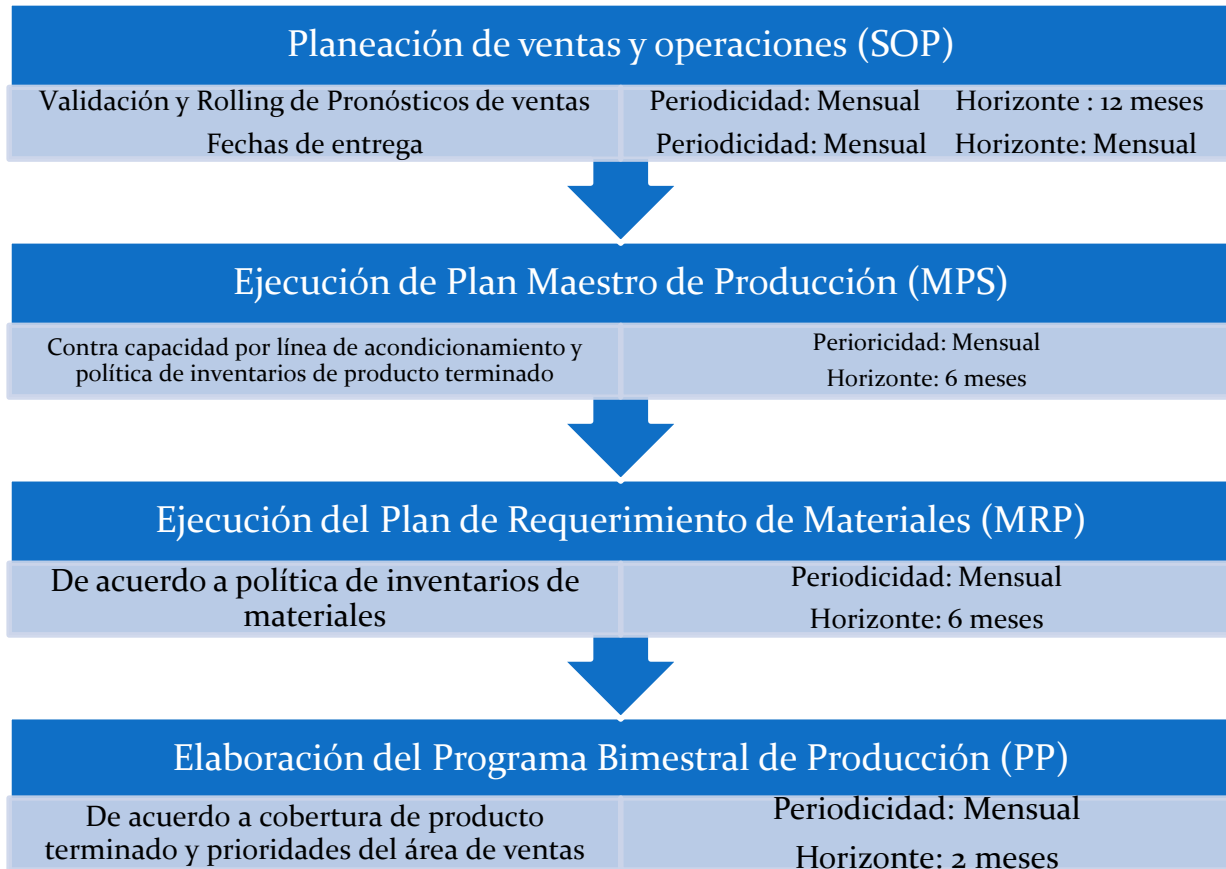 Planeación de ventas y operaciones (SOP)
Validación y Rolling de Pronósticos de ventas
Fechas de entrega
Periodicidad: Mensual Horizonte : 12 meses
Periodicidad: Mensual Horizonte: Mensual
Ejecución de Plan Maestro de Producción (MPS)
Contra capacidad por línea de acondicionamiento y
política de inventarios de producto terminado
Perioricidad: Mensual
Horizonte: 6 meses
Ejecución del Plan de Requerimiento de Materiales (MRP)
De acuerdo a política de inventarios de
materiales
Periodicidad: Mensual
Horizonte: 6 meses
Elaboración del Programa Bimestral de Producción (PP)
De acuerdo a cobertura de producto
terminado y prioridades del área de ventas
Periodicidad: Mensual
Horizonte: 2 meses